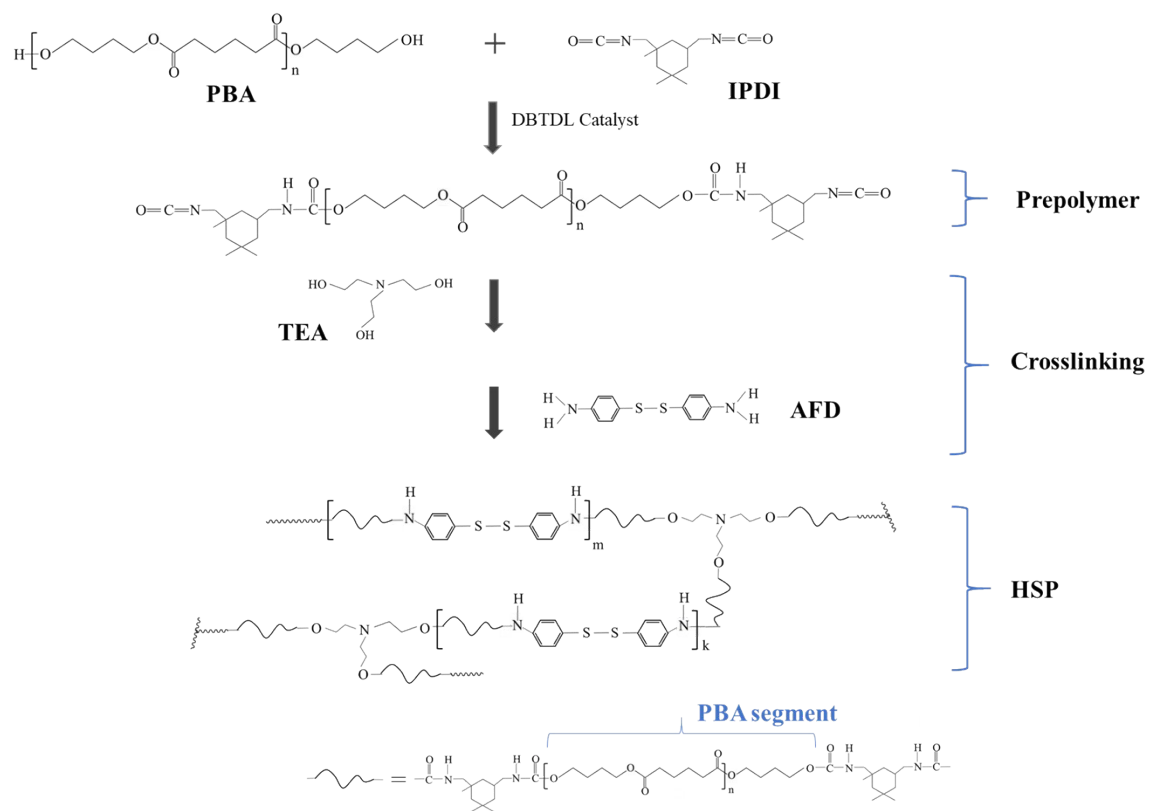 H O O O O O OH
n
PBA
+
O=C=N N=C=O
IPDI
DBTDL Catalyst
O=C=N N C O O O O O O O C N N=C=O
H O O O H
n
Prepolymer
HO N OH
OH
TEA
Crosslinking
H N S S N H
H H
AFD
H H
N S S N O N O
m
O
HSP
H H
O N O N S S N
k
O
PBA segment
= O H H O O O O H H O
C N N C O O O O O C N N C
n